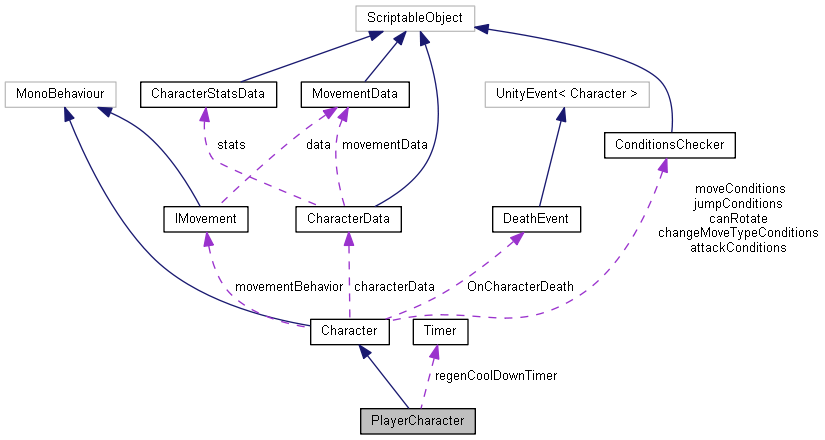 ScriptableObject
MonoBehaviour
CharacterStatsData
MovementData
UnityEvent< Character >
stats
data
movementData
ConditionsChecker
moveConditions
jumpConditions
canRotate
changeMoveTypeConditions
attackConditions
IMovement
CharacterData
DeathEvent
movementBehavior
characterData
OnCharacterDeath
Character
Timer
regenCoolDownTimer
PlayerCharacter